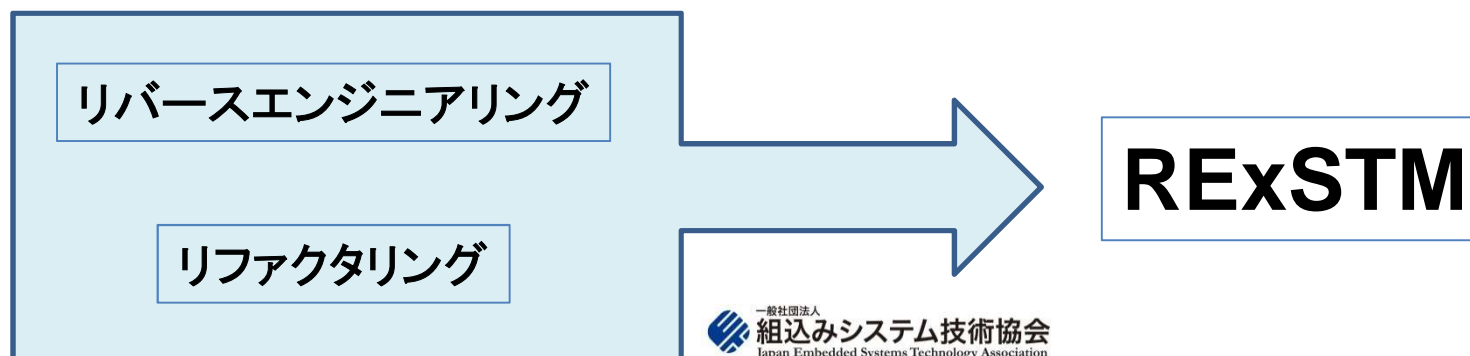 リバースエンジニアリング
リファクタリング
RExSTM
一般社団法人
組込みシステム技術協会
Japan Embedded Systems Technology Association